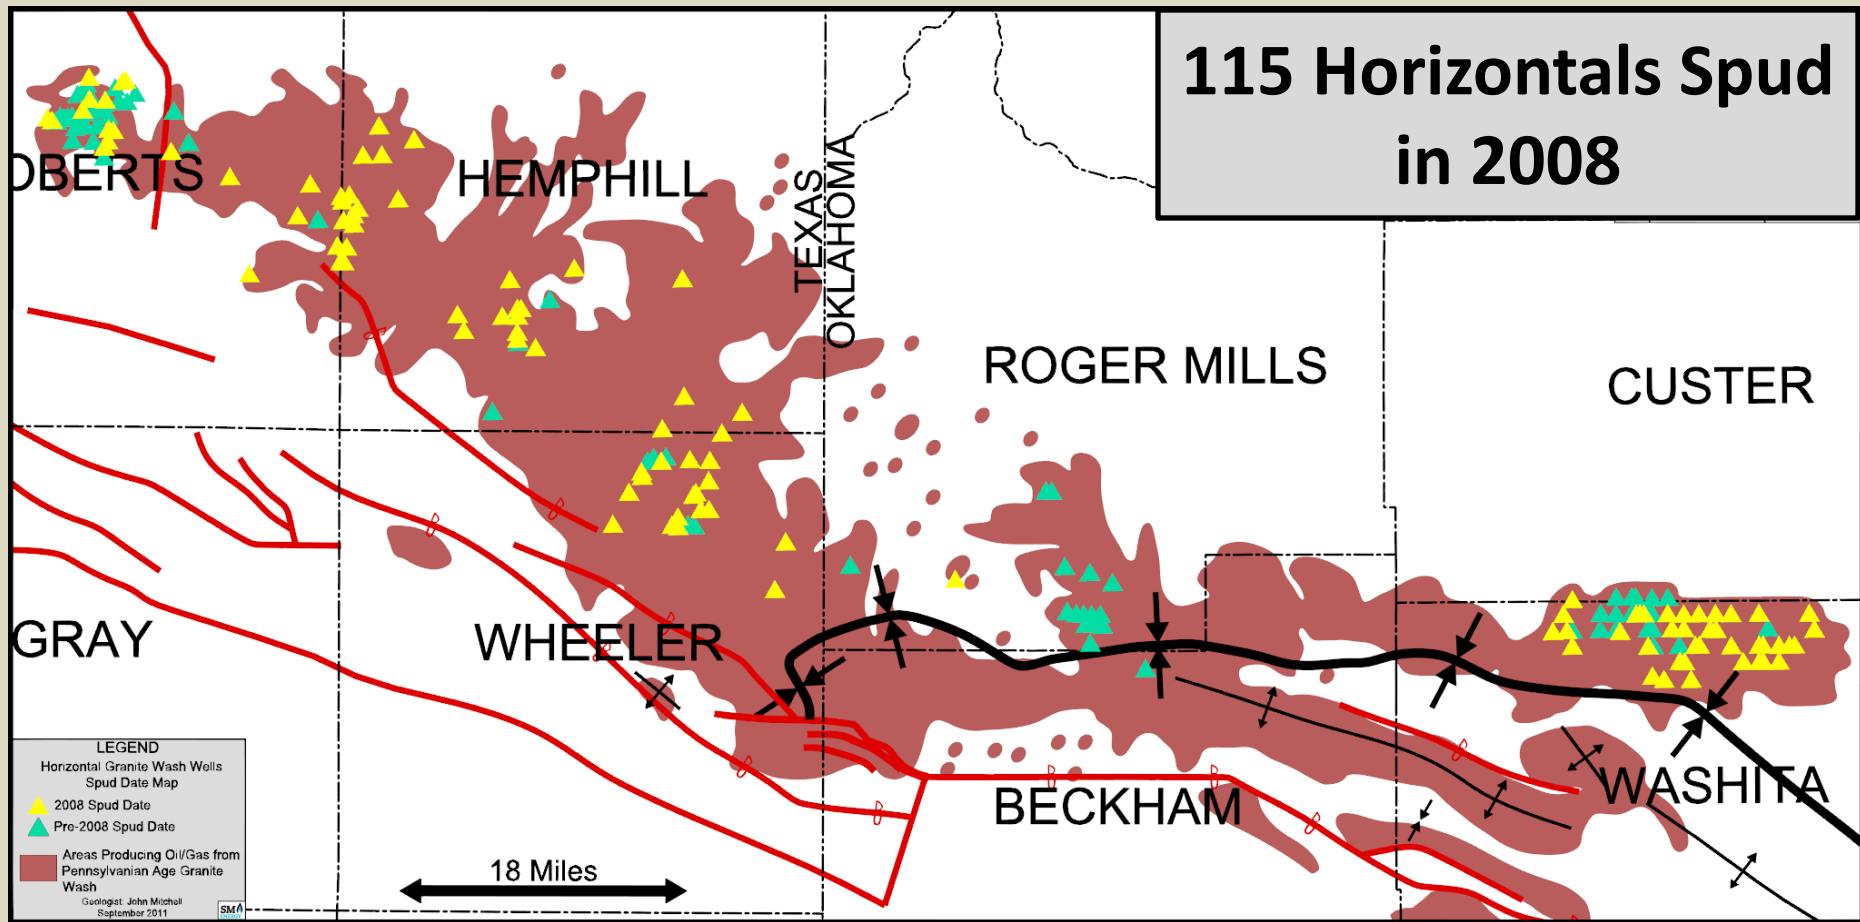 115 Horizontals Spud
in 2008
OBERTS
HEMPHILL
TEXAS
OKLAHOMA
ROGER MILLS
CUSTER
GRAY
WHEELER
BECKHAM
WASHITA
18 Miles
LEGEND
Horizontal Granite Wash Wells
Spud Date Map
2008 Spud Date
Pre-2008 Spud Date
Areas Producing Oil/Gas from
Pennsylvanian Age Granite
Wash
Geologist: John Mitchell
September 2011
SM
ENERGY